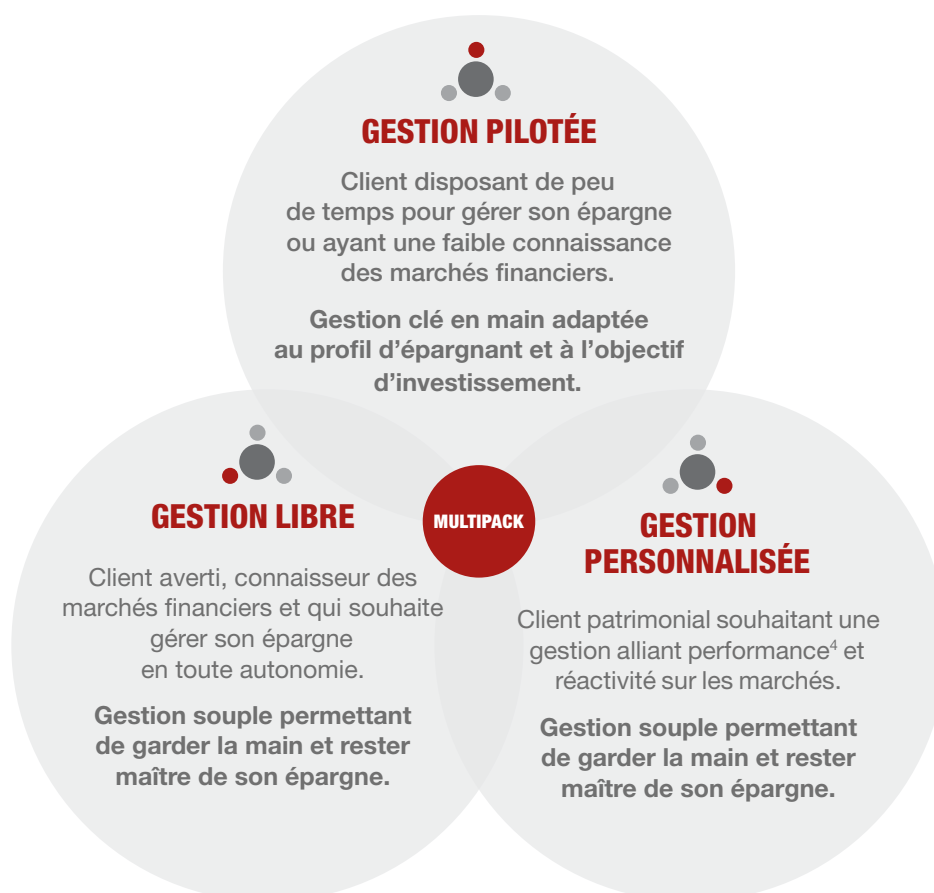 GESTION PILOTÉE
Client disposant de peu
de temps pour gérer son épargne
ou ayant une faible connaissance
des marchés financiers.
Gestion clé en main adaptée
au profil d’épargnant et à l’objectif
d’investissement.
GESTION LIBRE
Client averti, connaisseur des
marchés financiers et qui souhaite
gérer son épargne
en toute autonomie.
Gestion souple permettant
de garder la main et rester
maître de son épargne.
MULTIPACK
GESTION
PERSONNALISÉE
Client patrimonial souhaitant une
gestion alliant performance⁴ et
réactivité sur les marchés.
Gestion souple permettant
de garder la main et rester
maître de son épargne.